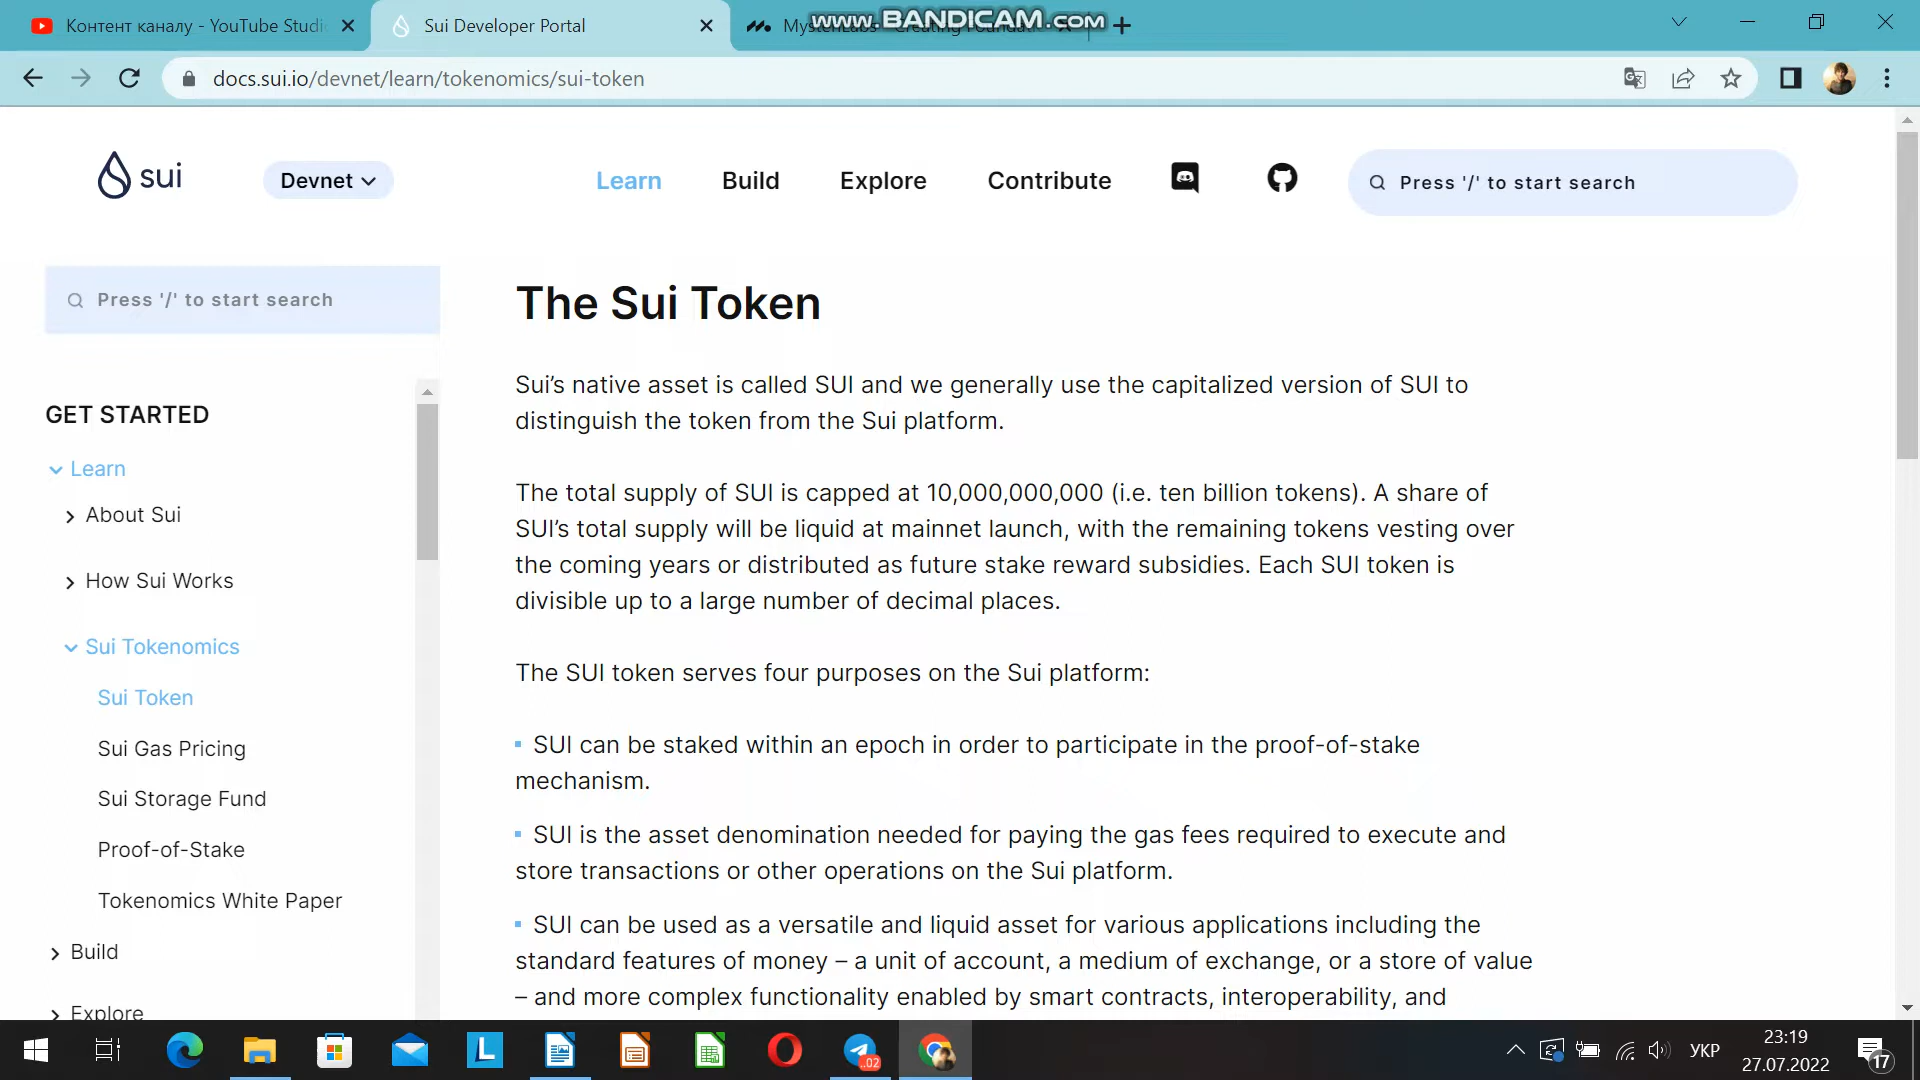 Контент каналу - YouTube Studi
Sui Developer Portal
MystenLabs - Creating Foundati
www.BANDICAM.com
docs.sui.io/devnet/learn/tokenomics/sui-token
sui
Devnet
Learn
Build
Explore
Contribute
Press '/' to start search
Press '/' to start search
GET STARTED
Learn
About Sui
How Sui Works
Sui Tokenomics
Sui Token
Sui Gas Pricing
Sui Storage Fund
Proof-of-Stake
Tokenomics White Paper
Build
Explore
The Sui Token
Sui’s native asset is called SUI and we generally use the capitalized version of SUI to
distinguish the token from the Sui platform.
The total supply of SUI is capped at 10,000,000,000 (i.e. ten billion tokens). A share of
SUI’s total supply will be liquid at mainnet launch, with the remaining tokens vesting over
the coming years or distributed as future stake reward subsidies. Each SUI token is
divisible up to a large number of decimal places.
The SUI token serves four purposes on the Sui platform:
SUI can be staked within an epoch in order to participate in the proof-of-stake
mechanism.
SUI is the asset denomination needed for paying the gas fees required to execute and
store transactions or other operations on the Sui platform.
SUI can be used as a versatile and liquid asset for various applications including the
standard features of money – a unit of account, a medium of exchange, or a store of value
– and more complex functionality enabled by smart contracts, interoperability, and
L
..02
УКР
23:19
27.07.2022
17